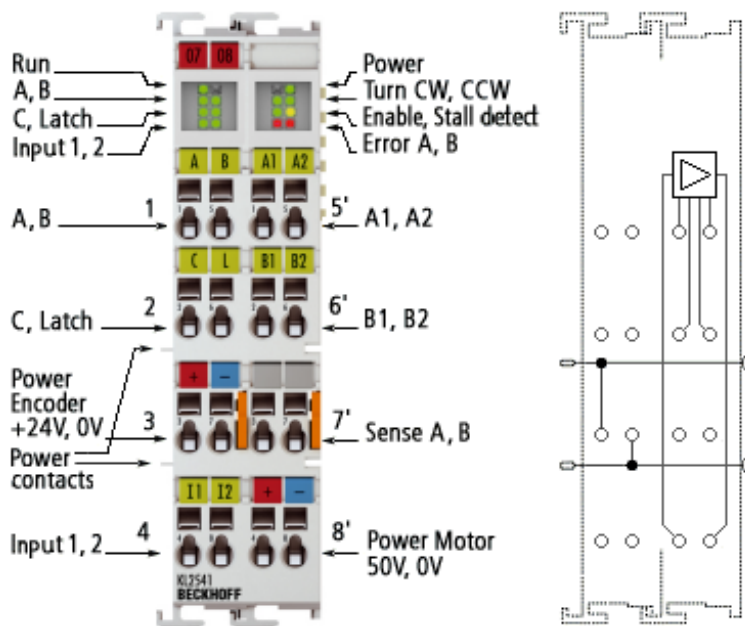 07 08
Run
A, B
C, Latch
Input 1, 2
Power
Turn CW, CCW
Enable, Stall detect
Error A, B
A B A1 A2
A, B
1
5'
A1, A2
C L B1 B2
C, Latch
2
6'
B1, B2
+ −
Power
Encoder
+24V, 0V
3
7'
Sense A, B
Power
contacts
I1 I2 + −
Input 1, 2
4
8'
Power Motor
50V, 0V
KL2541
BECKHOFF